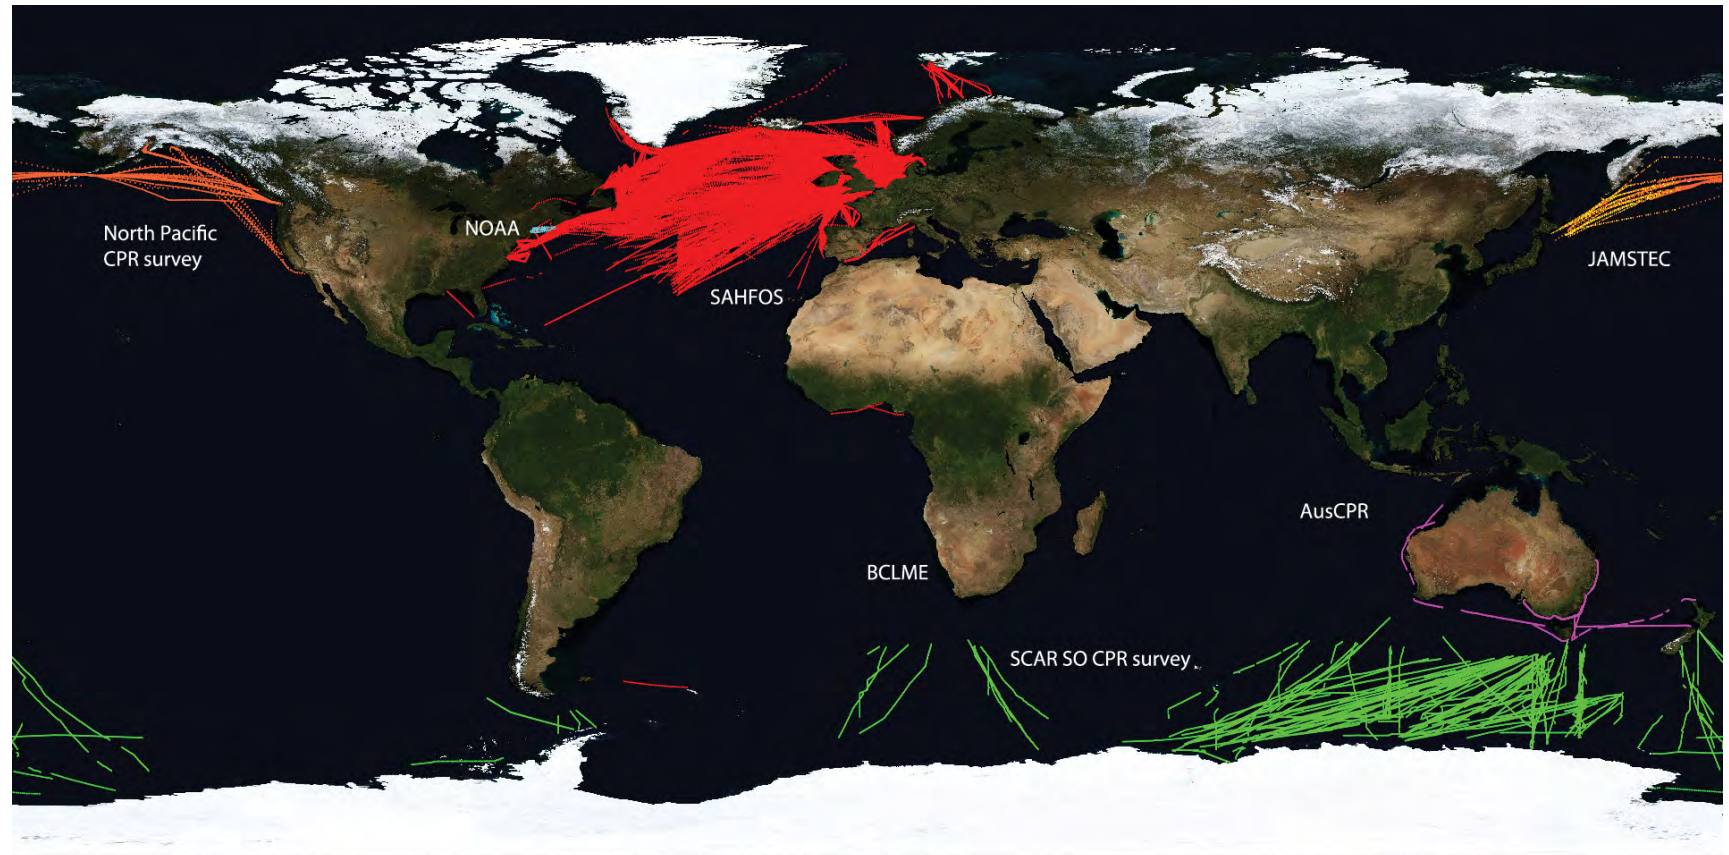 NOAA
North Pacific
CPR survey
JAMSTEC
SAHFOS
AusCPR
BCLME
SCAR SO CPR survey